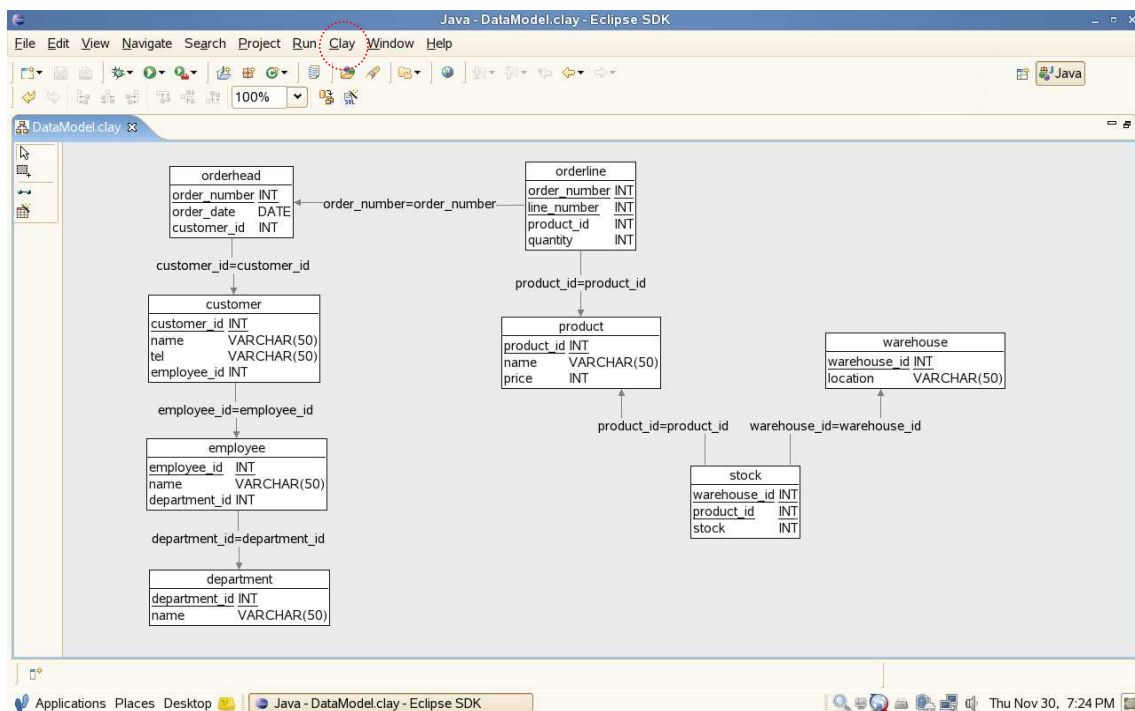 Java - DataModel.clay - Eclipse SDK
File Edit View Navigate Search Project Run Clay Window Help
Java
100%
DataModel.clay
orderhead
order_number INT
order_date DATE
customer_id INT
order_number=order_number
orderline
order_number INT
line_number INT
product_id INT
quantity INT
customer_id=customer_id
product_id=product_id
customer
customer_id INT
name VARCHAR(50)
tel VARCHAR(50)
employee_id INT
product
product_id INT
name VARCHAR(50)
price INT
warehouse
warehouse_id INT
location VARCHAR(50)
employee_id=employee_id
product_id=product_id
warehouse_id=warehouse_id
employee
employee_id INT
name VARCHAR(50)
department_id INT
stock
warehouse_id INT
product_id INT
stock INT
department_id=department_id
department
department_id INT
name VARCHAR(50)
Applications Places Desktop
Java - DataModel.clay - Eclipse SDK
Thu Nov 30, 7:24 PM